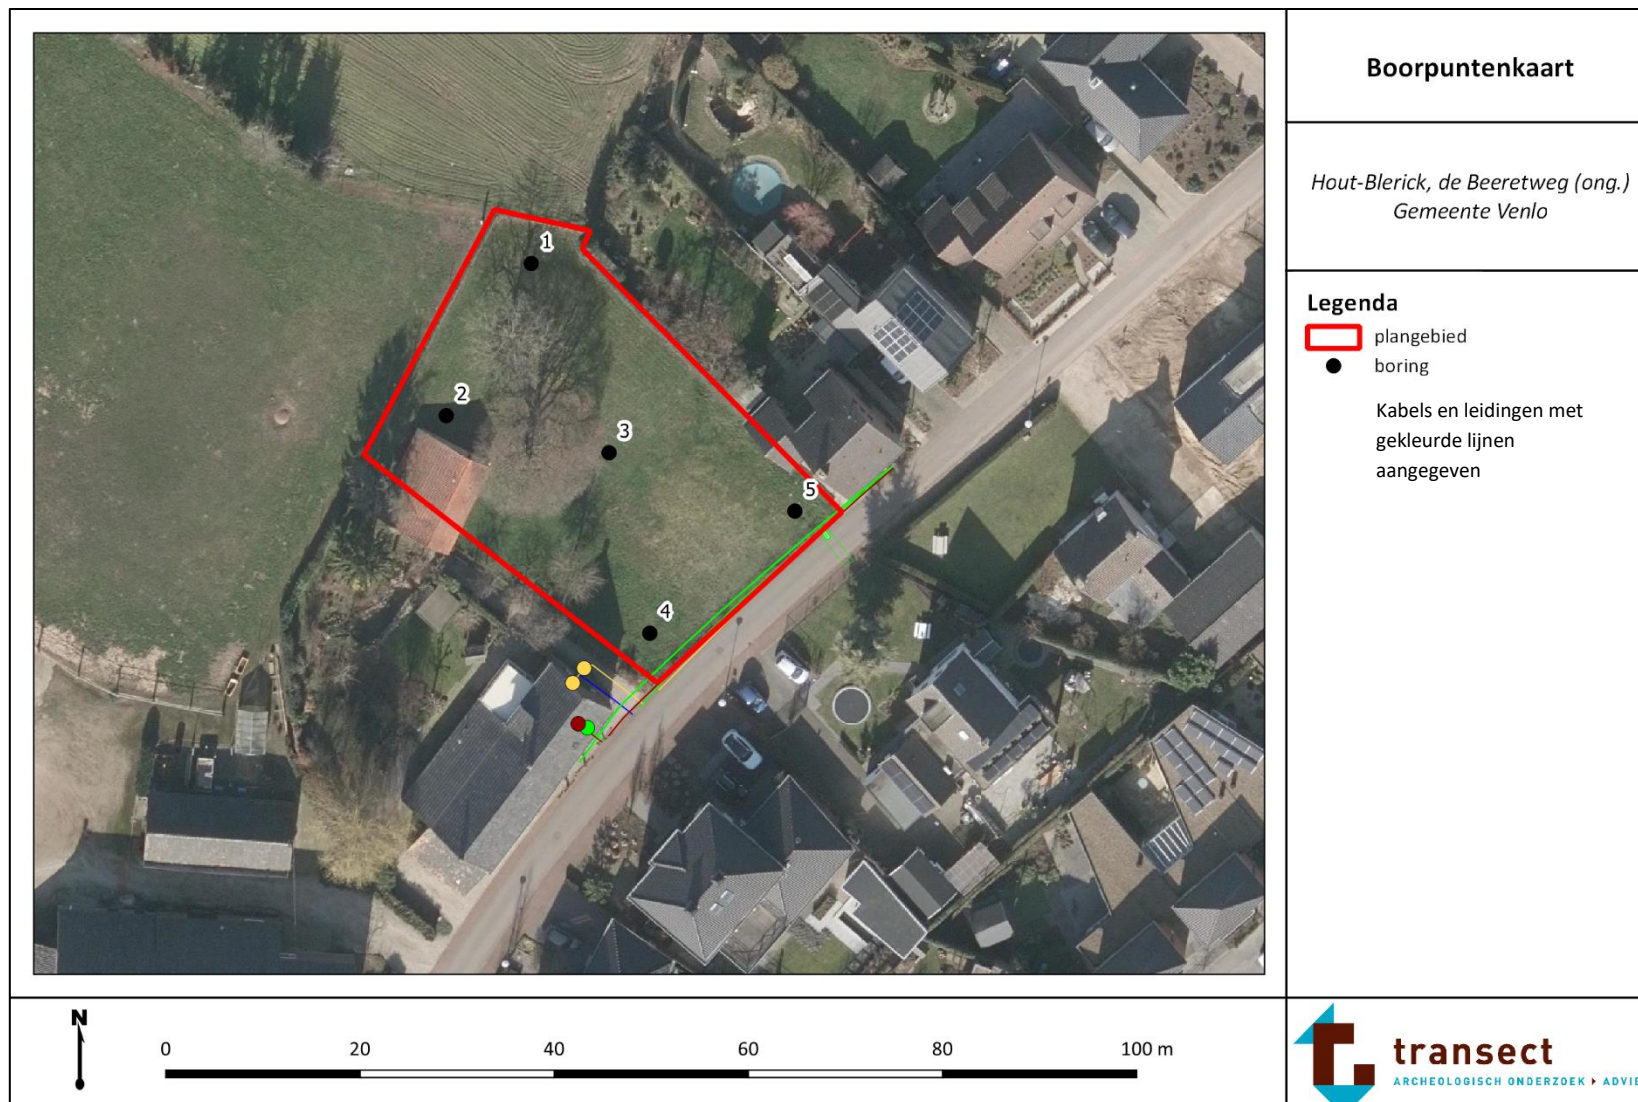 Boorpuntenkaart
Hout-Blerick, de Beeretweg (ong.)
Gemeente Venlo
Legenda
plangebied
boring
Kabels en leidingen met
gekleurde lijnen
aangegeven
1
2
3
5
4
N
0 20 40 60 80 100 m
transect
ARCHEOLOGISCH ONDERZOEK ADVIE